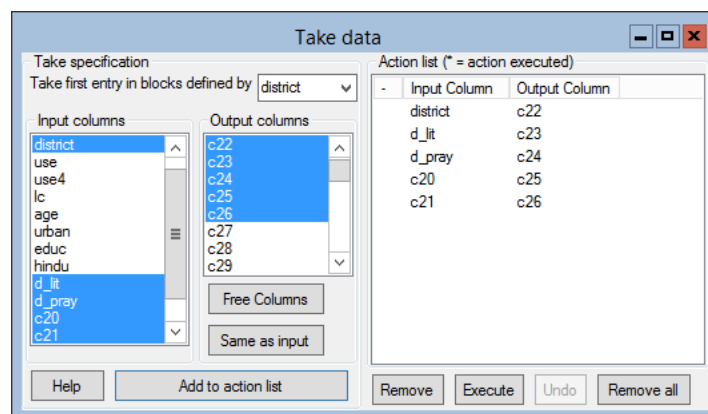 Take data
Take specification
Take first entry in blocks defined by district
Input columns
district
use
use4
lc
age
urban
educ
hindu
d_lit
d_pray
c20
c21
Output columns
c22
c23
c24
c25
c26
c27
c28
c29
Free Columns
Same as input
Help
Add to action list
Action list (* = action executed)
- Input Column Output Column
district c22
d_lit c23
d_pray c24
c20 c25
c21 c26
Remove Execute Undo Remove all